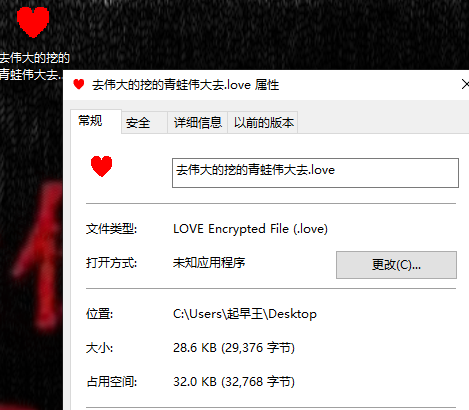 去伟大的挖的
青蛙伟大去...
去伟大的挖的青蛙伟大去.love 属性
常规 安全 详细信息 以前的版本
去伟大的挖的青蛙伟大去.love
文件类型: LOVE Encrypted File (.love)
打开方式: 未知应用程序 更改(C)...
位置: C:\Users\起早王\Desktop
大小: 28.6 KB (29,376 字节)
占用空间: 32.0 KB (32,768 字节)